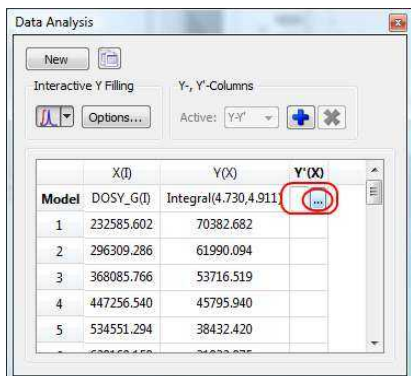 Data Analysis
New
Interactive Y Filling
Y-, Y'-Columns
Options...
Active: Y-Y'
X(I) Y(X) Y'(X)
Model DOSY_G(I) Integral(4.730,4.911) ...
1 232585.602 70382.682
2 296309.286 61990.094
3 368085.766 53716.519
4 447256.540 45795.940
5 534551.294 38432.420